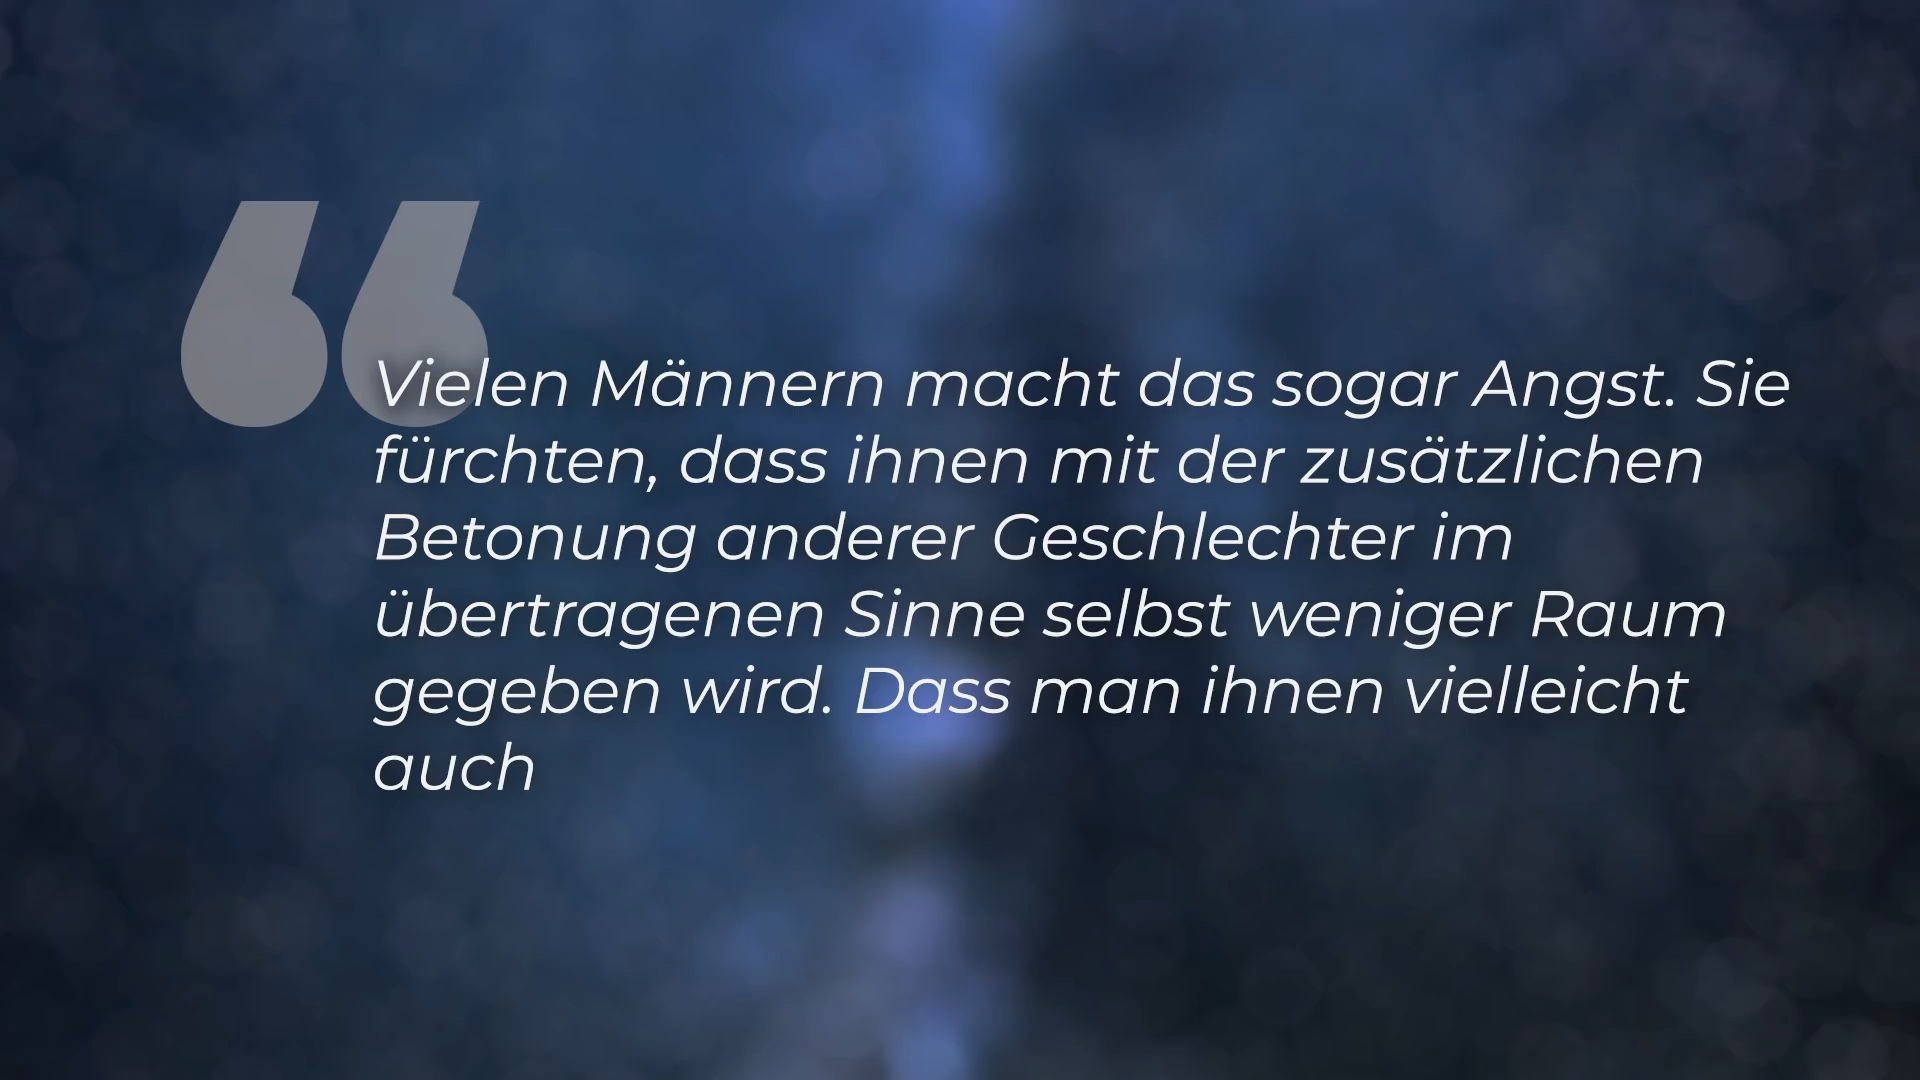 “
Vielen Männern macht das sogar Angst. Sie
fürchten, dass ihnen mit der zusätzlichen
Betonung anderer Geschlechter im
übertragenen Sinne selbst weniger Raum
gegeben wird. Dass man ihnen vielleicht
auch